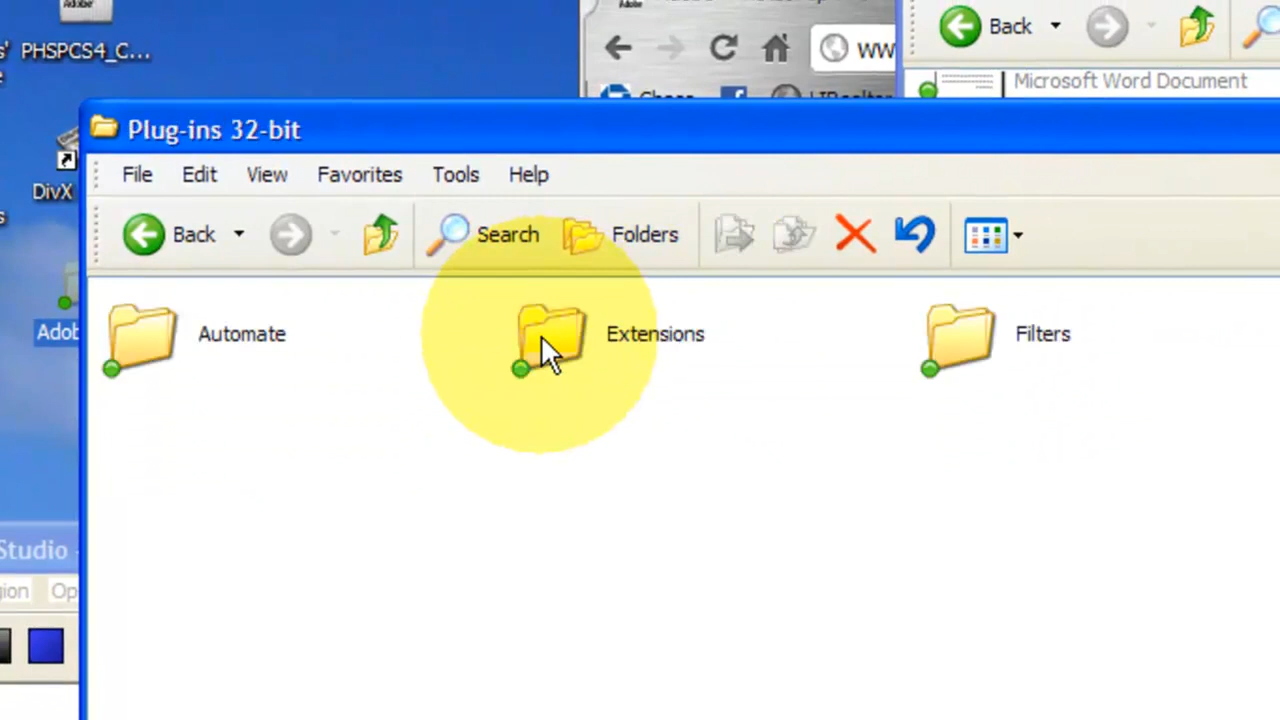 Adobe
PHSPCS4_C...
Back
Microsoft Word Document
Plug-ins 32-bit
File Edit View Favorites Tools Help
Back Search Folders
DivX
Automate Extensions Filters
Studio